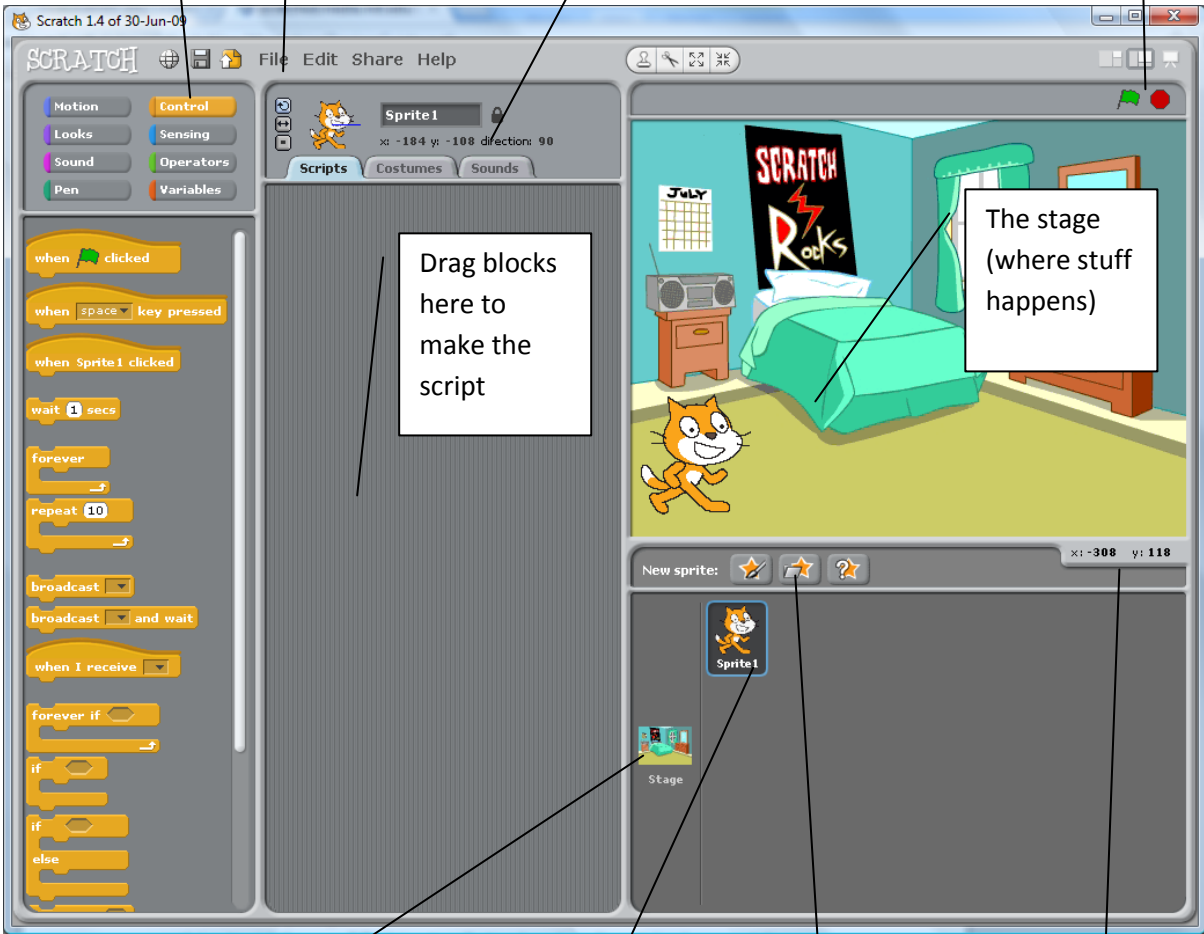 Scratch 1.4 of 30-Jun-09
SCRATCH
File Edit Share Help
Motion Control
Looks Sensing
Sound Operators
Pen Variables
Sprite1
x: -184 y: -108 direction: 90
Scripts Costumes Sounds
when clicked
when space key pressed
when Sprite1 clicked
wait 1 secs
forever
repeat 10
broadcast
broadcast and wait
when I receive
forever if
if
if
else
Drag blocks
here to
make the
script
JULY
SCRATCH
ROCKS
The stage
(where stuff
happens)
x: -308 y: 118
New sprite:
Sprite1
Stage